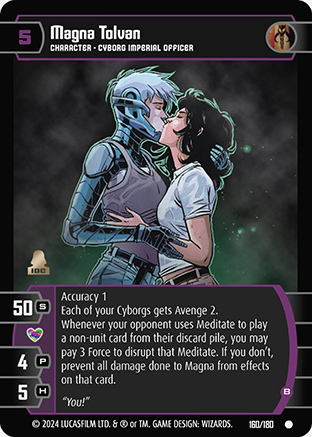 5
Magna Tolvan
CHARACTER - CYBORG IMPERIAL OFFICER
IDC
50 S
4 P
5 H
Accuracy 1
Each of your Cyborgs gets Avenge 2.
Whenever your opponent uses Meditate to play
a non-unit card from their discard pile, you may
pay 3 Force to disrupt that Meditate. If you don't,
prevent all damage done to Magna from effects
on that card.
"You!"
B
© 2024 LUCASFILM LTD. & ® OR TM. GAME DESIGN: WIZARDS.
160/180